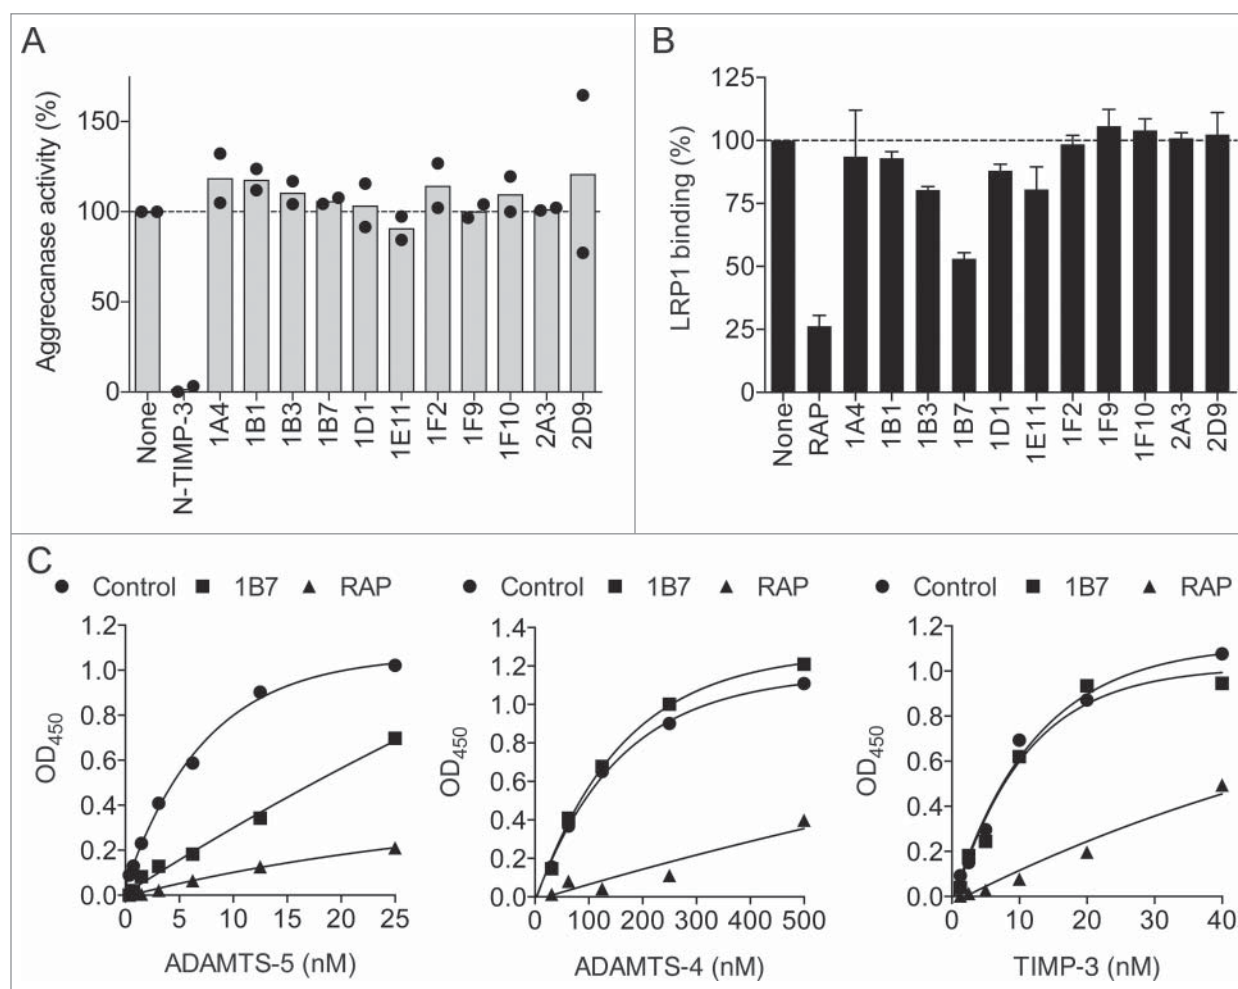 A
Aggrecanase activity (%)
150
100
50
0
None
N-TIMP-3
1A4
1B1
1B3
1B7
1D1
1E11
1F2
1F9
1F10
2A3
2D9
B
LRP1 binding (%)
125
100
75
50
25
0
None
RAP
1A4
1B1
1B3
1B7
1D1
1E11
1F2
1F9
1F10
2A3
2D9
C
Control 1B7 RAP
OD450
1.2
1.0
0.8
0.6
0.4
0.2
0.0
0 5 10 15 20 25
ADAMTS-5 (nM)
Control 1B7 RAP
OD450
1.4
1.2
1.0
0.8
0.6
0.4
0.2
0.0
0 100 200 300 400 500
ADAMTS-4 (nM)
Control 1B7 RAP
OD450
1.2
1.0
0.8
0.6
0.4
0.2
0.0
0 10 20 30 40
TIMP-3 (nM)